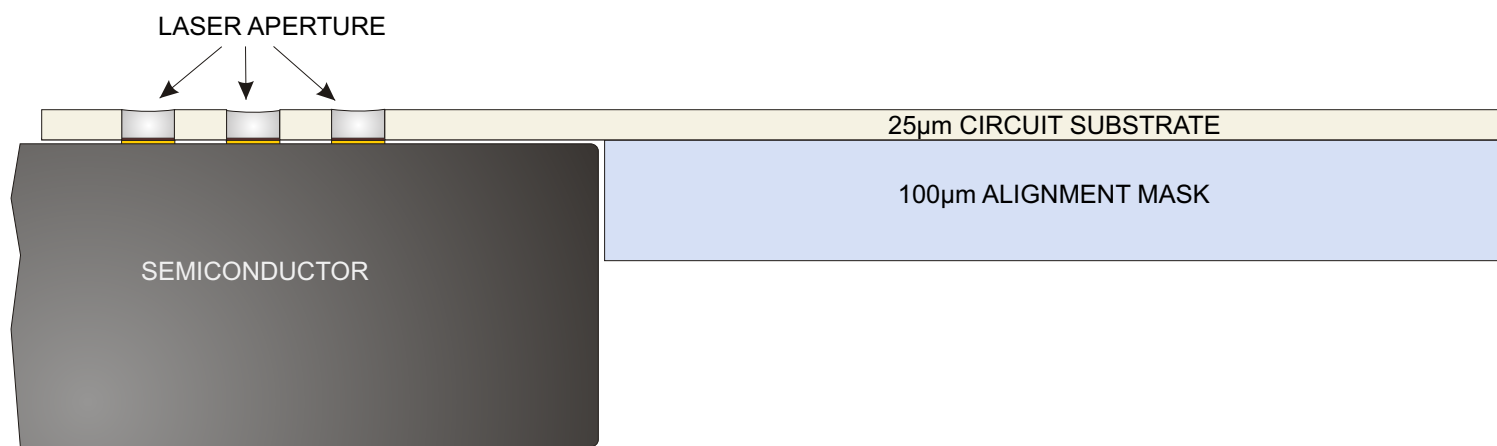 LASER APERTURE
25µm CIRCUIT SUBSTRATE
100µm ALIGNMENT MASK
SEMICONDUCTOR